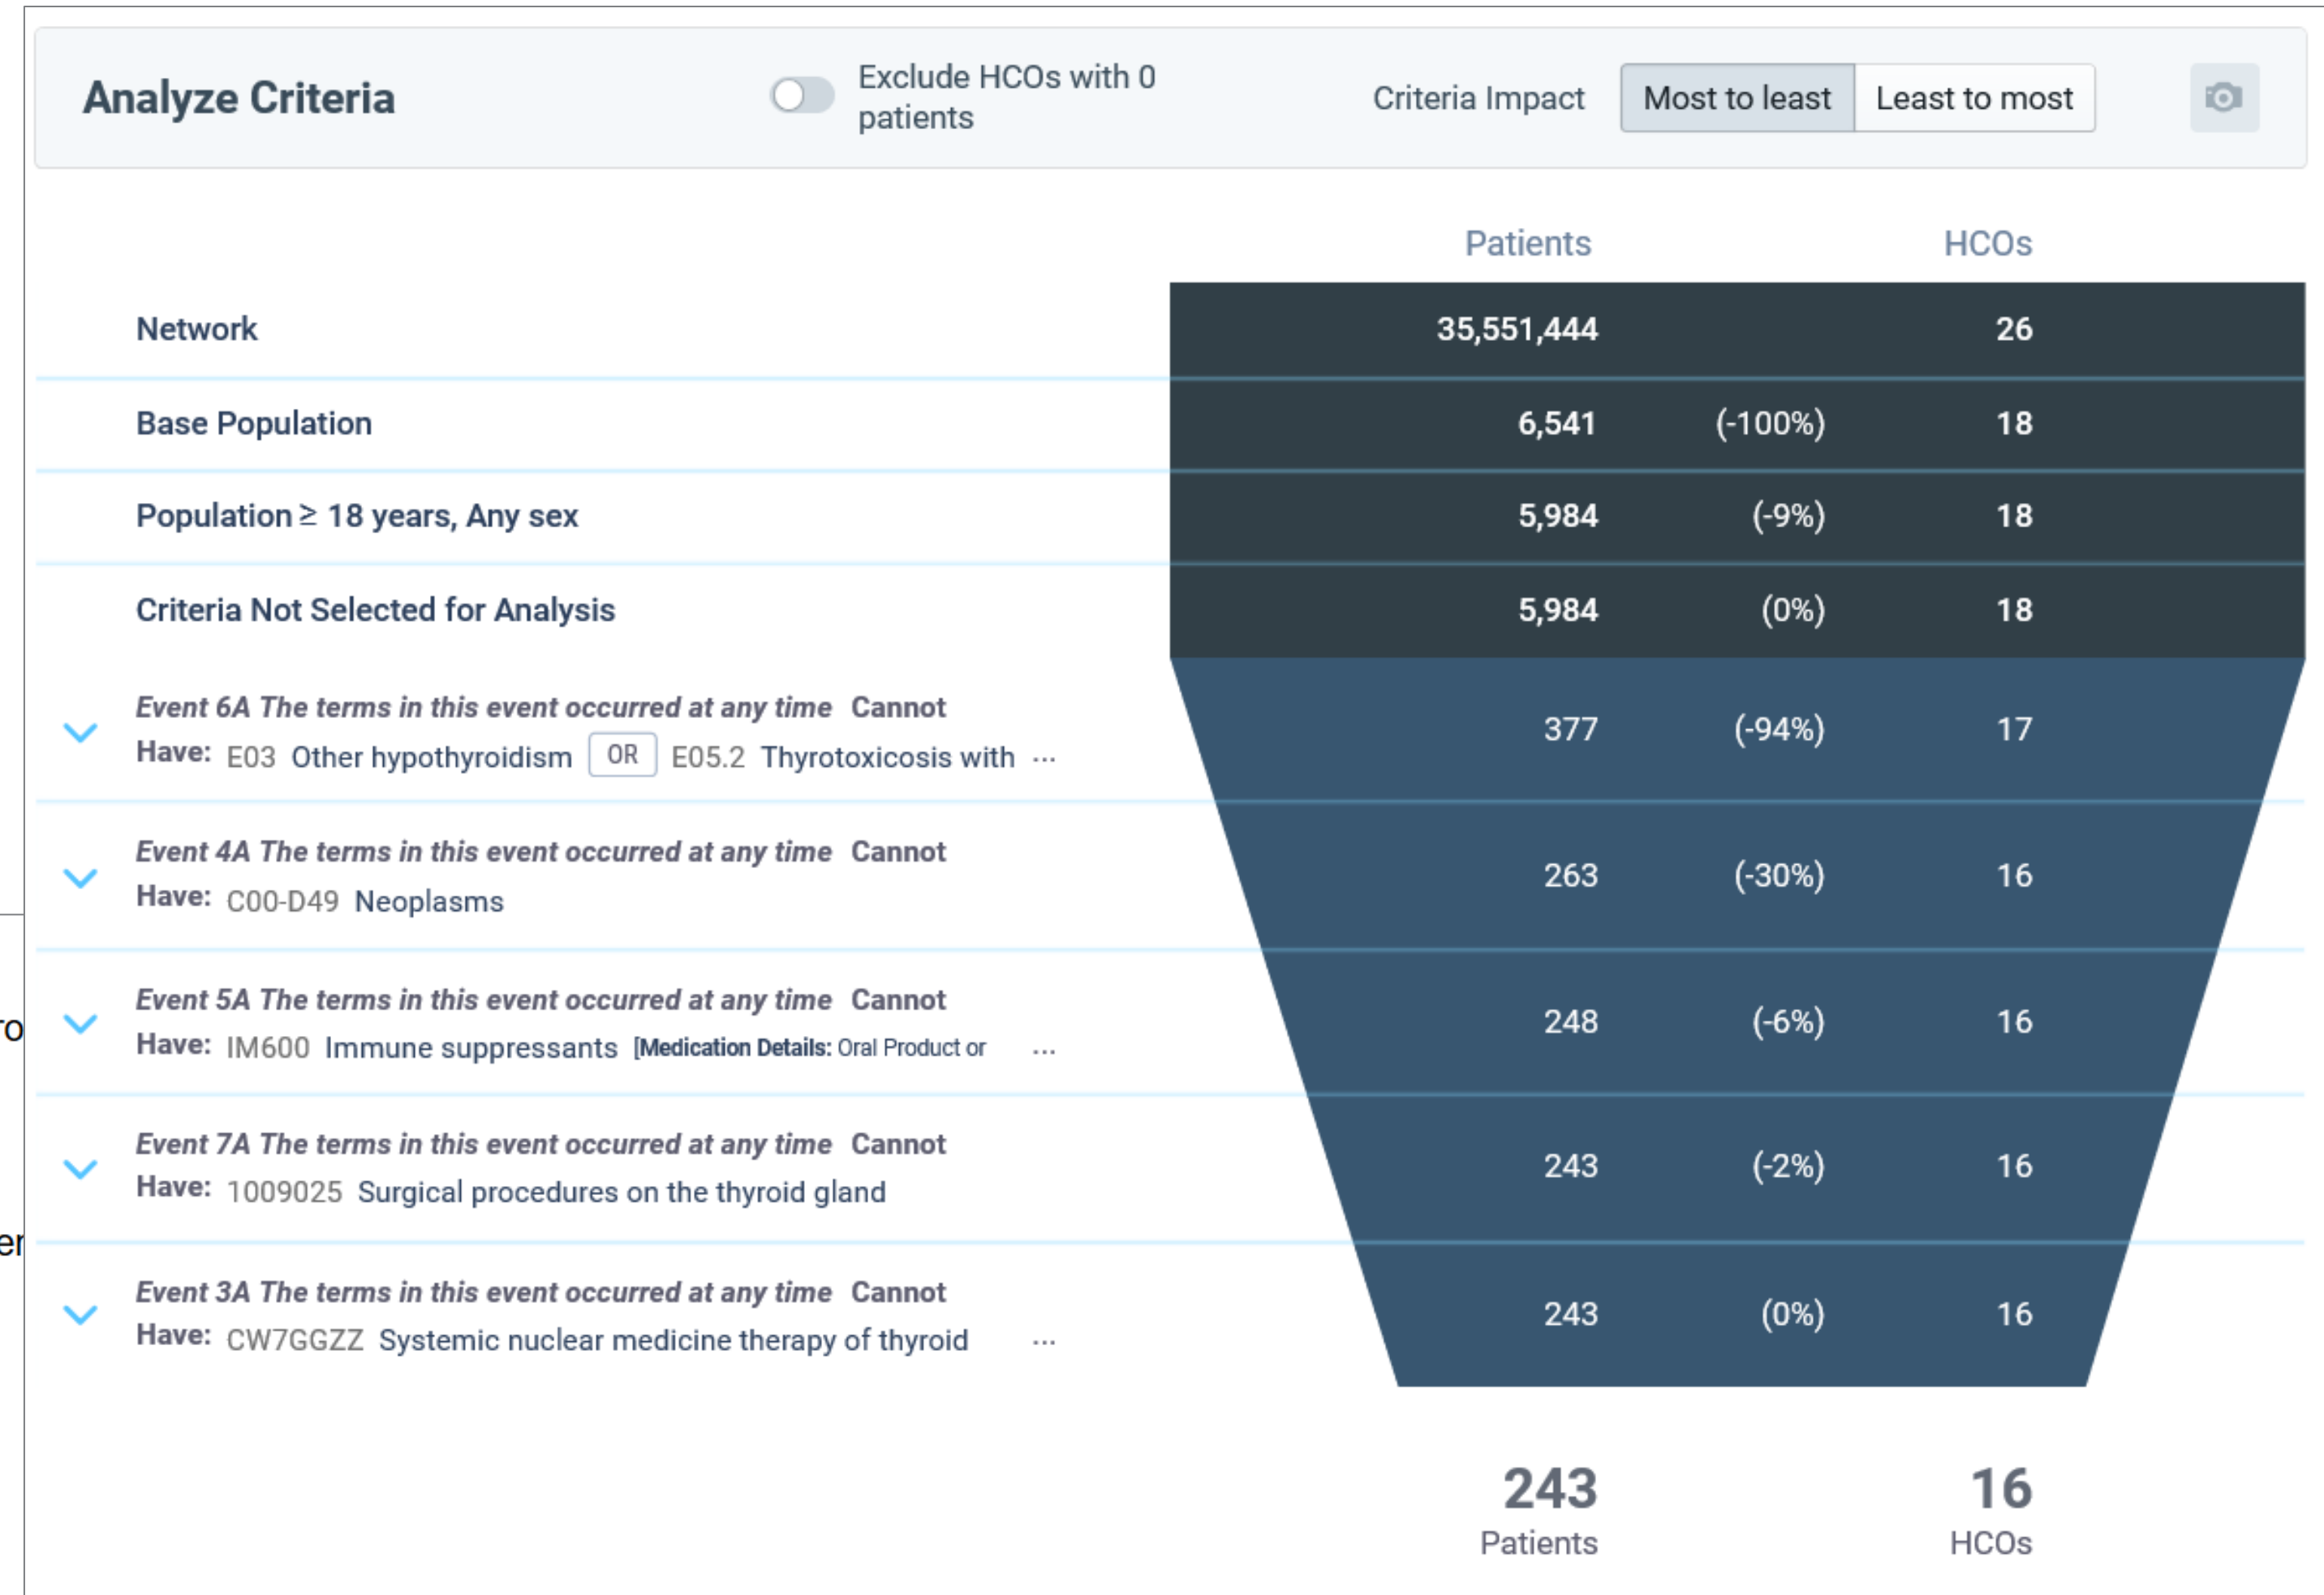 Analyze Criteria
Exclude HCOs with 0
patients
Criteria Impact
Most to least
Least to most
Patients HCOs
Network 35,551,444 26
Base Population 6,541 (-100%) 18
Population ≥ 18 years, Any sex 5,984 (-9%) 18
Criteria Not Selected for Analysis 5,984 (0%) 18
Event 6A The terms in this event occurred at any time Cannot
Have: E03 Other hypothyroidism OR E05.2 Thyrotoxicosis with ...
377 (-94%) 17
Event 4A The terms in this event occurred at any time Cannot
Have: C00-D49 Neoplasms
263 (-30%) 16
Event 5A The terms in this event occurred at any time Cannot
Have: IM600 Immune suppressants [Medication Details: Oral Product or ...
248 (-6%) 16
ro
Event 7A The terms in this event occurred at any time Cannot
Have: 1009025 Surgical procedures on the thyroid gland
243 (-2%) 16
er
Event 3A The terms in this event occurred at any time Cannot
Have: CW7GGZZ Systemic nuclear medicine therapy of thyroid ...
243 (0%) 16
243 16
Patients HCOs